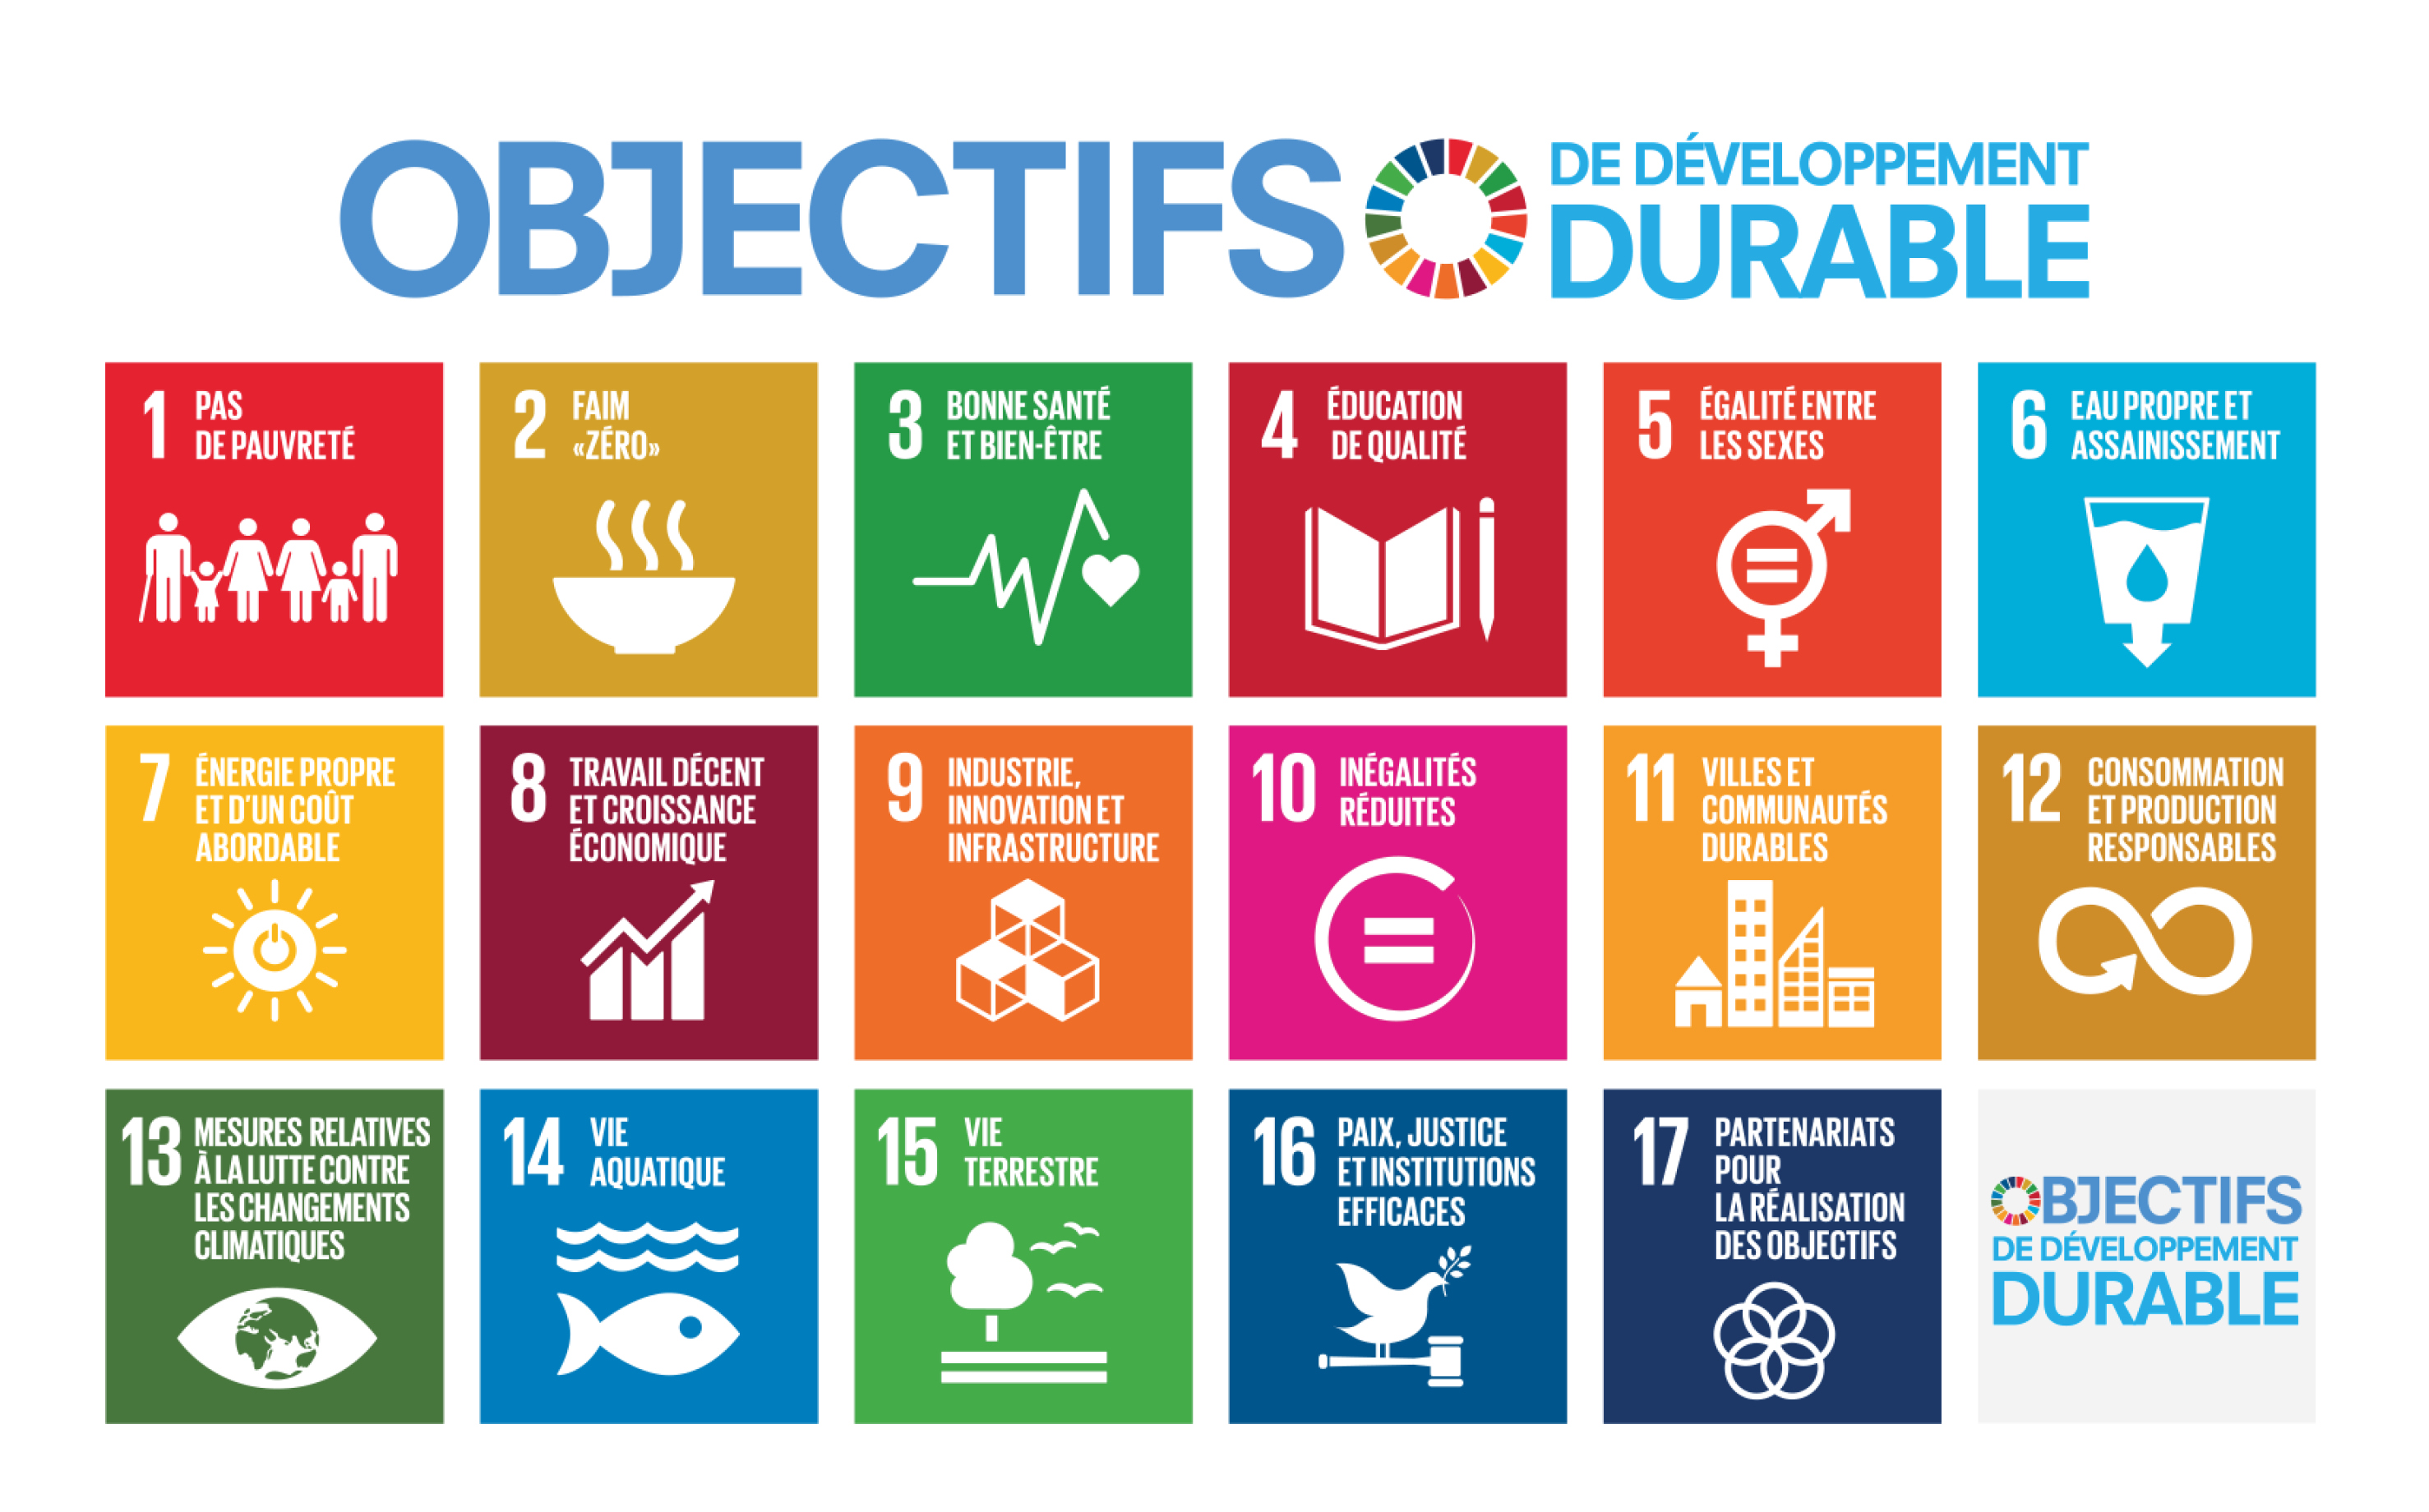 OBJECTIFS
DE DÉVELOPPEMENT
DURABLE
1 PAS
DE PAUVRETÉ
2 FAIM
«ZÉRO»
3 BONNE SANTÉ
ET BIEN-ÊTRE
4 ÉDUCATION
DE QUALITÉ
5 ÉGALITÉ ENTRE
LES SEXES
6 EAU PROPRE ET
ASSAINISSEMENT
7 ÉNERGIE PROPRE
ET D'UN COÛT
ABORDABLE
8 TRAVAIL DÉCENT
ET CROISSANCE
ÉCONOMIQUE
9 INDUSTRIE,
INNOVATION ET
INFRASTRUCTURE
10 INÉGALITÉS
RÉDUITES
11 VILLES ET
COMMUNAUTÉS
DURABLES
12 CONSOMMATION
ET PRODUCTION
RESPONSABLES
13 MESURES RELATIVES
À LA LUTTE CONTRE
LES CHANGEMENTS
CLIMATIQUES
14 VIE
AQUATIQUE
15 VIE
TERRESTRE
16 PAIX, JUSTICE
ET INSTITUTIONS
EFFICACES
17 PARTENARIATS
POUR
LA RÉALISATION
DES OBJECTIFS
OBJECTIFS
DE DÉVELOPPEMENT
DURABLE